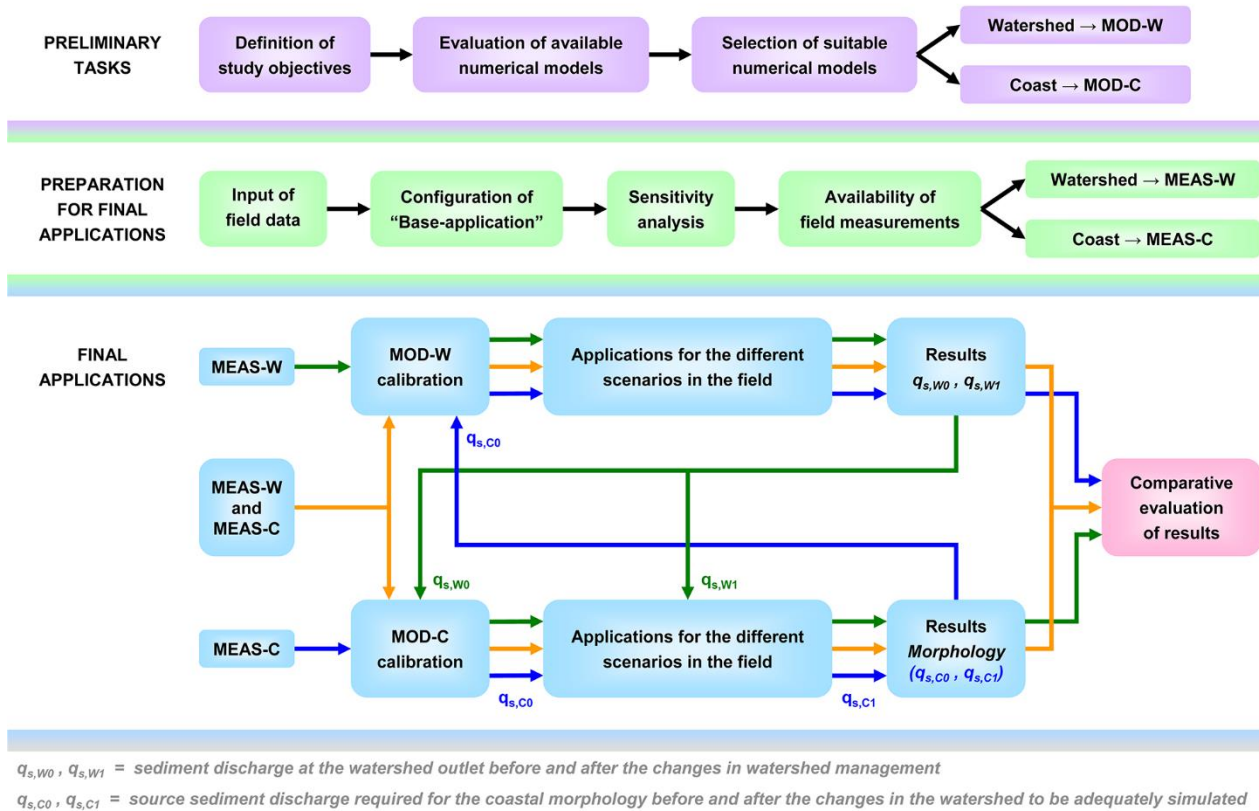 PRELIMINARY
TASKS
Definition of
study objectives
Evaluation of available
numerical models
Selection of suitable
numerical models
Watershed → MOD-W
Coast → MOD-C
PREPARATION
FOR FINAL
APPLICATIONS
Input of
field data
Configuration of
“Base-application”
Sensitivity
analysis
Availability of
field measurements
Watershed → MEAS-W
Coast → MEAS-C
FINAL
APPLICATIONS
MEAS-W
MOD-W
calibration
Applications for the different
scenarios in the field
Results
qs,W0 , qs,W1
qs,C0
MEAS-W
and
MEAS-C
Comparative
evaluation
of results
qs,W0
qs,W1
MEAS-C
MOD-C
calibration
Applications for the different
scenarios in the field
Results
Morphology
(qs,C0 , qs,C1)
qs,C0
qs,C1
qs,W0 , qs,W1 = sediment discharge at the watershed outlet before and after the changes in watershed management
qs,C0 , qs,C1 = source sediment discharge required for the coastal morphology before and after the changes in the watershed to be adequately simulated